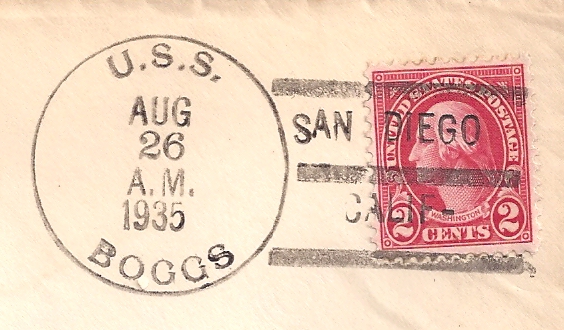 U.S.S.
AUG
26
A.M.
1935
BOGGS
SAN DIEGO
CALIF-
UNITED STATES POSTAGE
WASHINGTON
2 CENTS 2